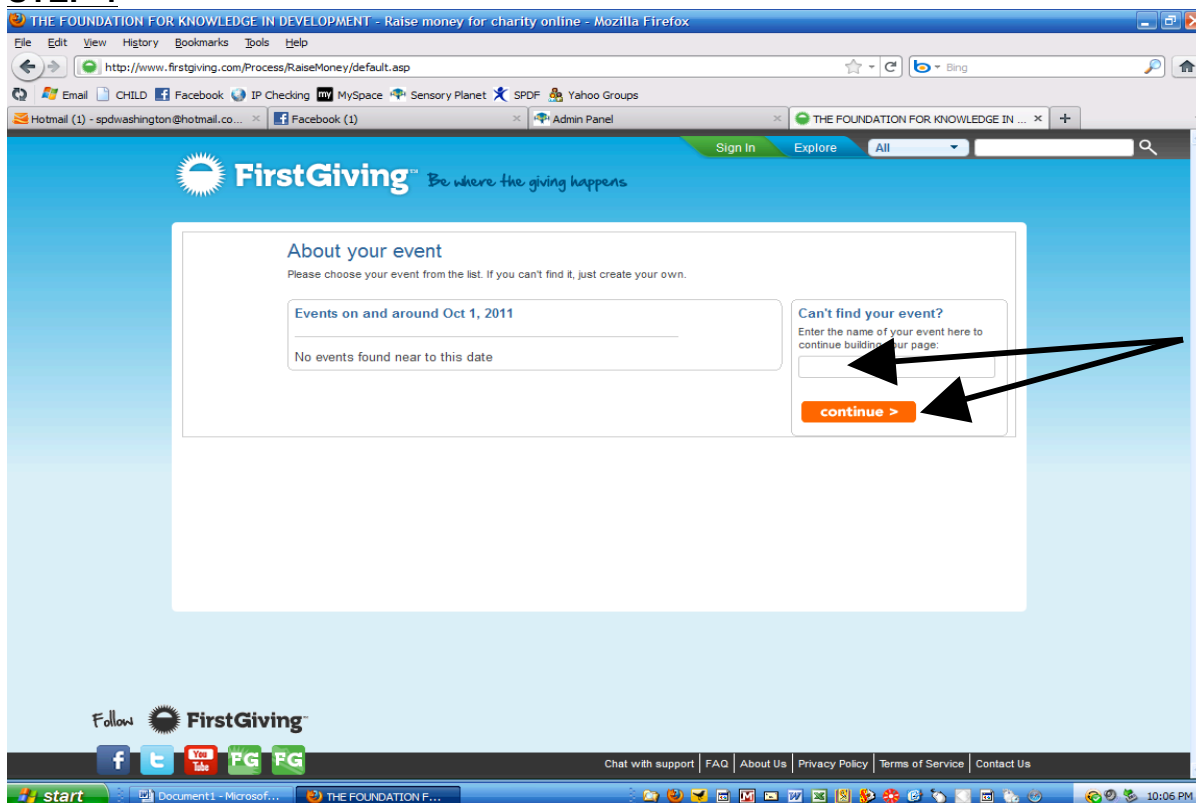 THE FOUNDATION FOR KNOWLEDGE IN DEVELOPMENT - Raise money for charity online - Mozilla Firefox
File Edit View History Bookmarks Tools Help
http://www.firstgiving.com/Process/RaiseMoney/default.asp
Bing
Email CHILD Facebook IP Checking my MySpace Sensory Planet SPDF Yahoo Groups
Hotmail (1) - spdwashington@hotmail.co... Facebook (1) Admin Panel THE FOUNDATION FOR KNOWLEDGE IN ...
Sign In Explore All
FirstGiving™ Be where the giving happens
About your event
Please choose your event from the list. If you can't find it, just create your own.
Events on and around Oct 1, 2011
No events found near to this date
Can't find your event?
Enter the name of your event here to
continue building your page:
continue >
Follow FirstGiving™
f t You Tube FG FG
Chat with support FAQ About Us Privacy Policy Terms of Service Contact Us
start Document1 - Microsof... THE FOUNDATION F... 10:06 PM